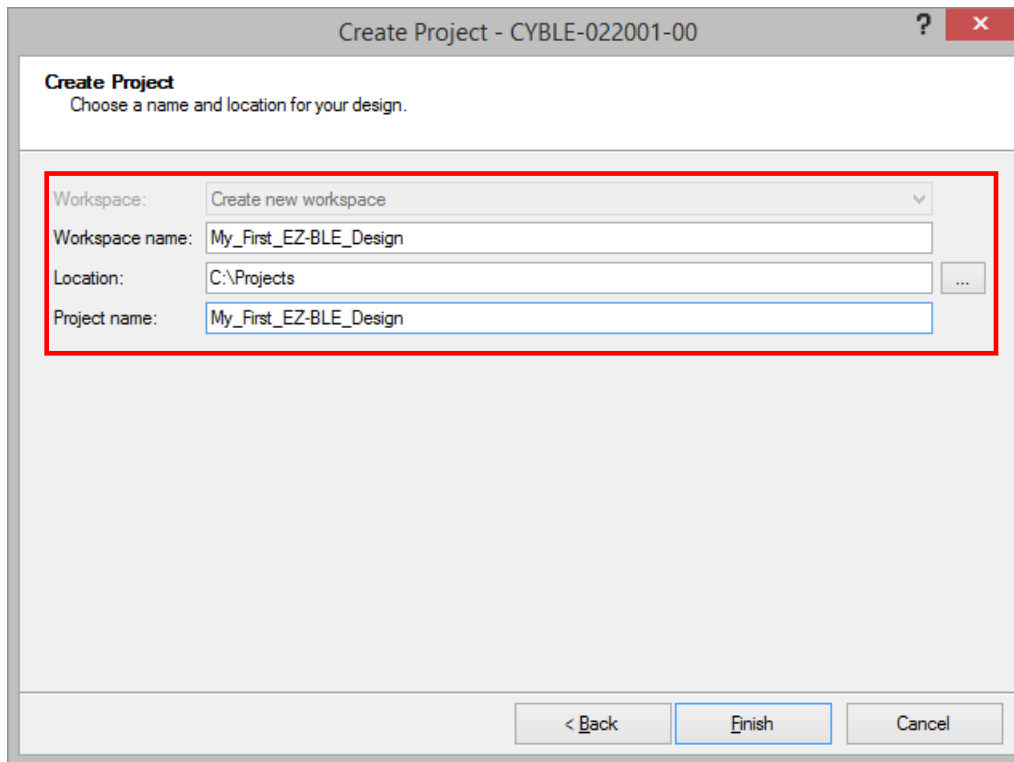 Create Project - CYBLE-022001-00 ?
Create Project
Choose a name and location for your design.
Workspace: Create new workspace
Workspace name: My_First_EZ-BLE_Design
Location: C:\Projects ...
Project name: My_First_EZ-BLE_Design
< Back Finish Cancel